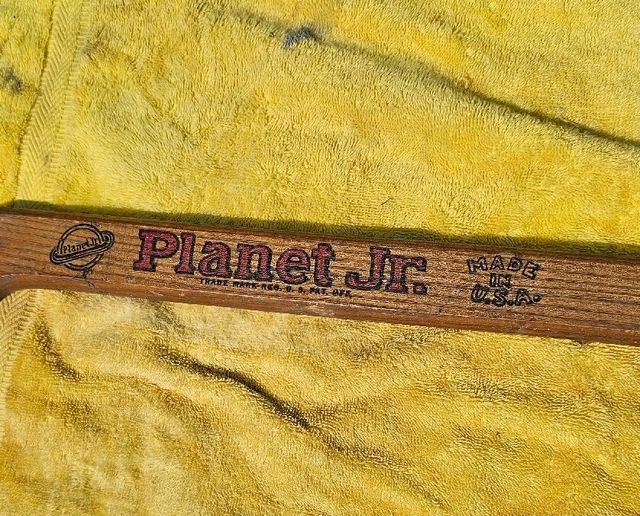 Planet Jr.
Planet Jr.
TRADE MARK REG. U. S. PAT. OFF.
MADE
IN
U.S.A.